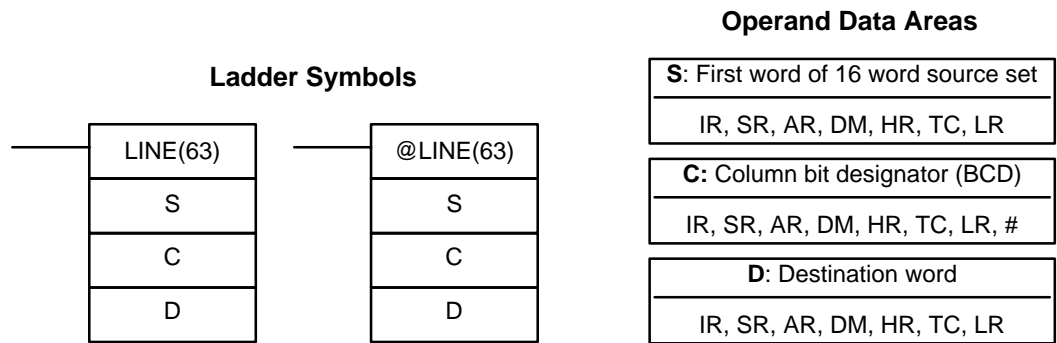 Ladder Symbols
LINE(63)
S
C
D
@LINE(63)
S
C
D
Operand Data Areas
S: First word of 16 word source set
IR, SR, AR, DM, HR, TC, LR
C: Column bit designator (BCD)
IR, SR, AR, DM, HR, TC, LR, #
D: Destination word
IR, SR, AR, DM, HR, TC, LR